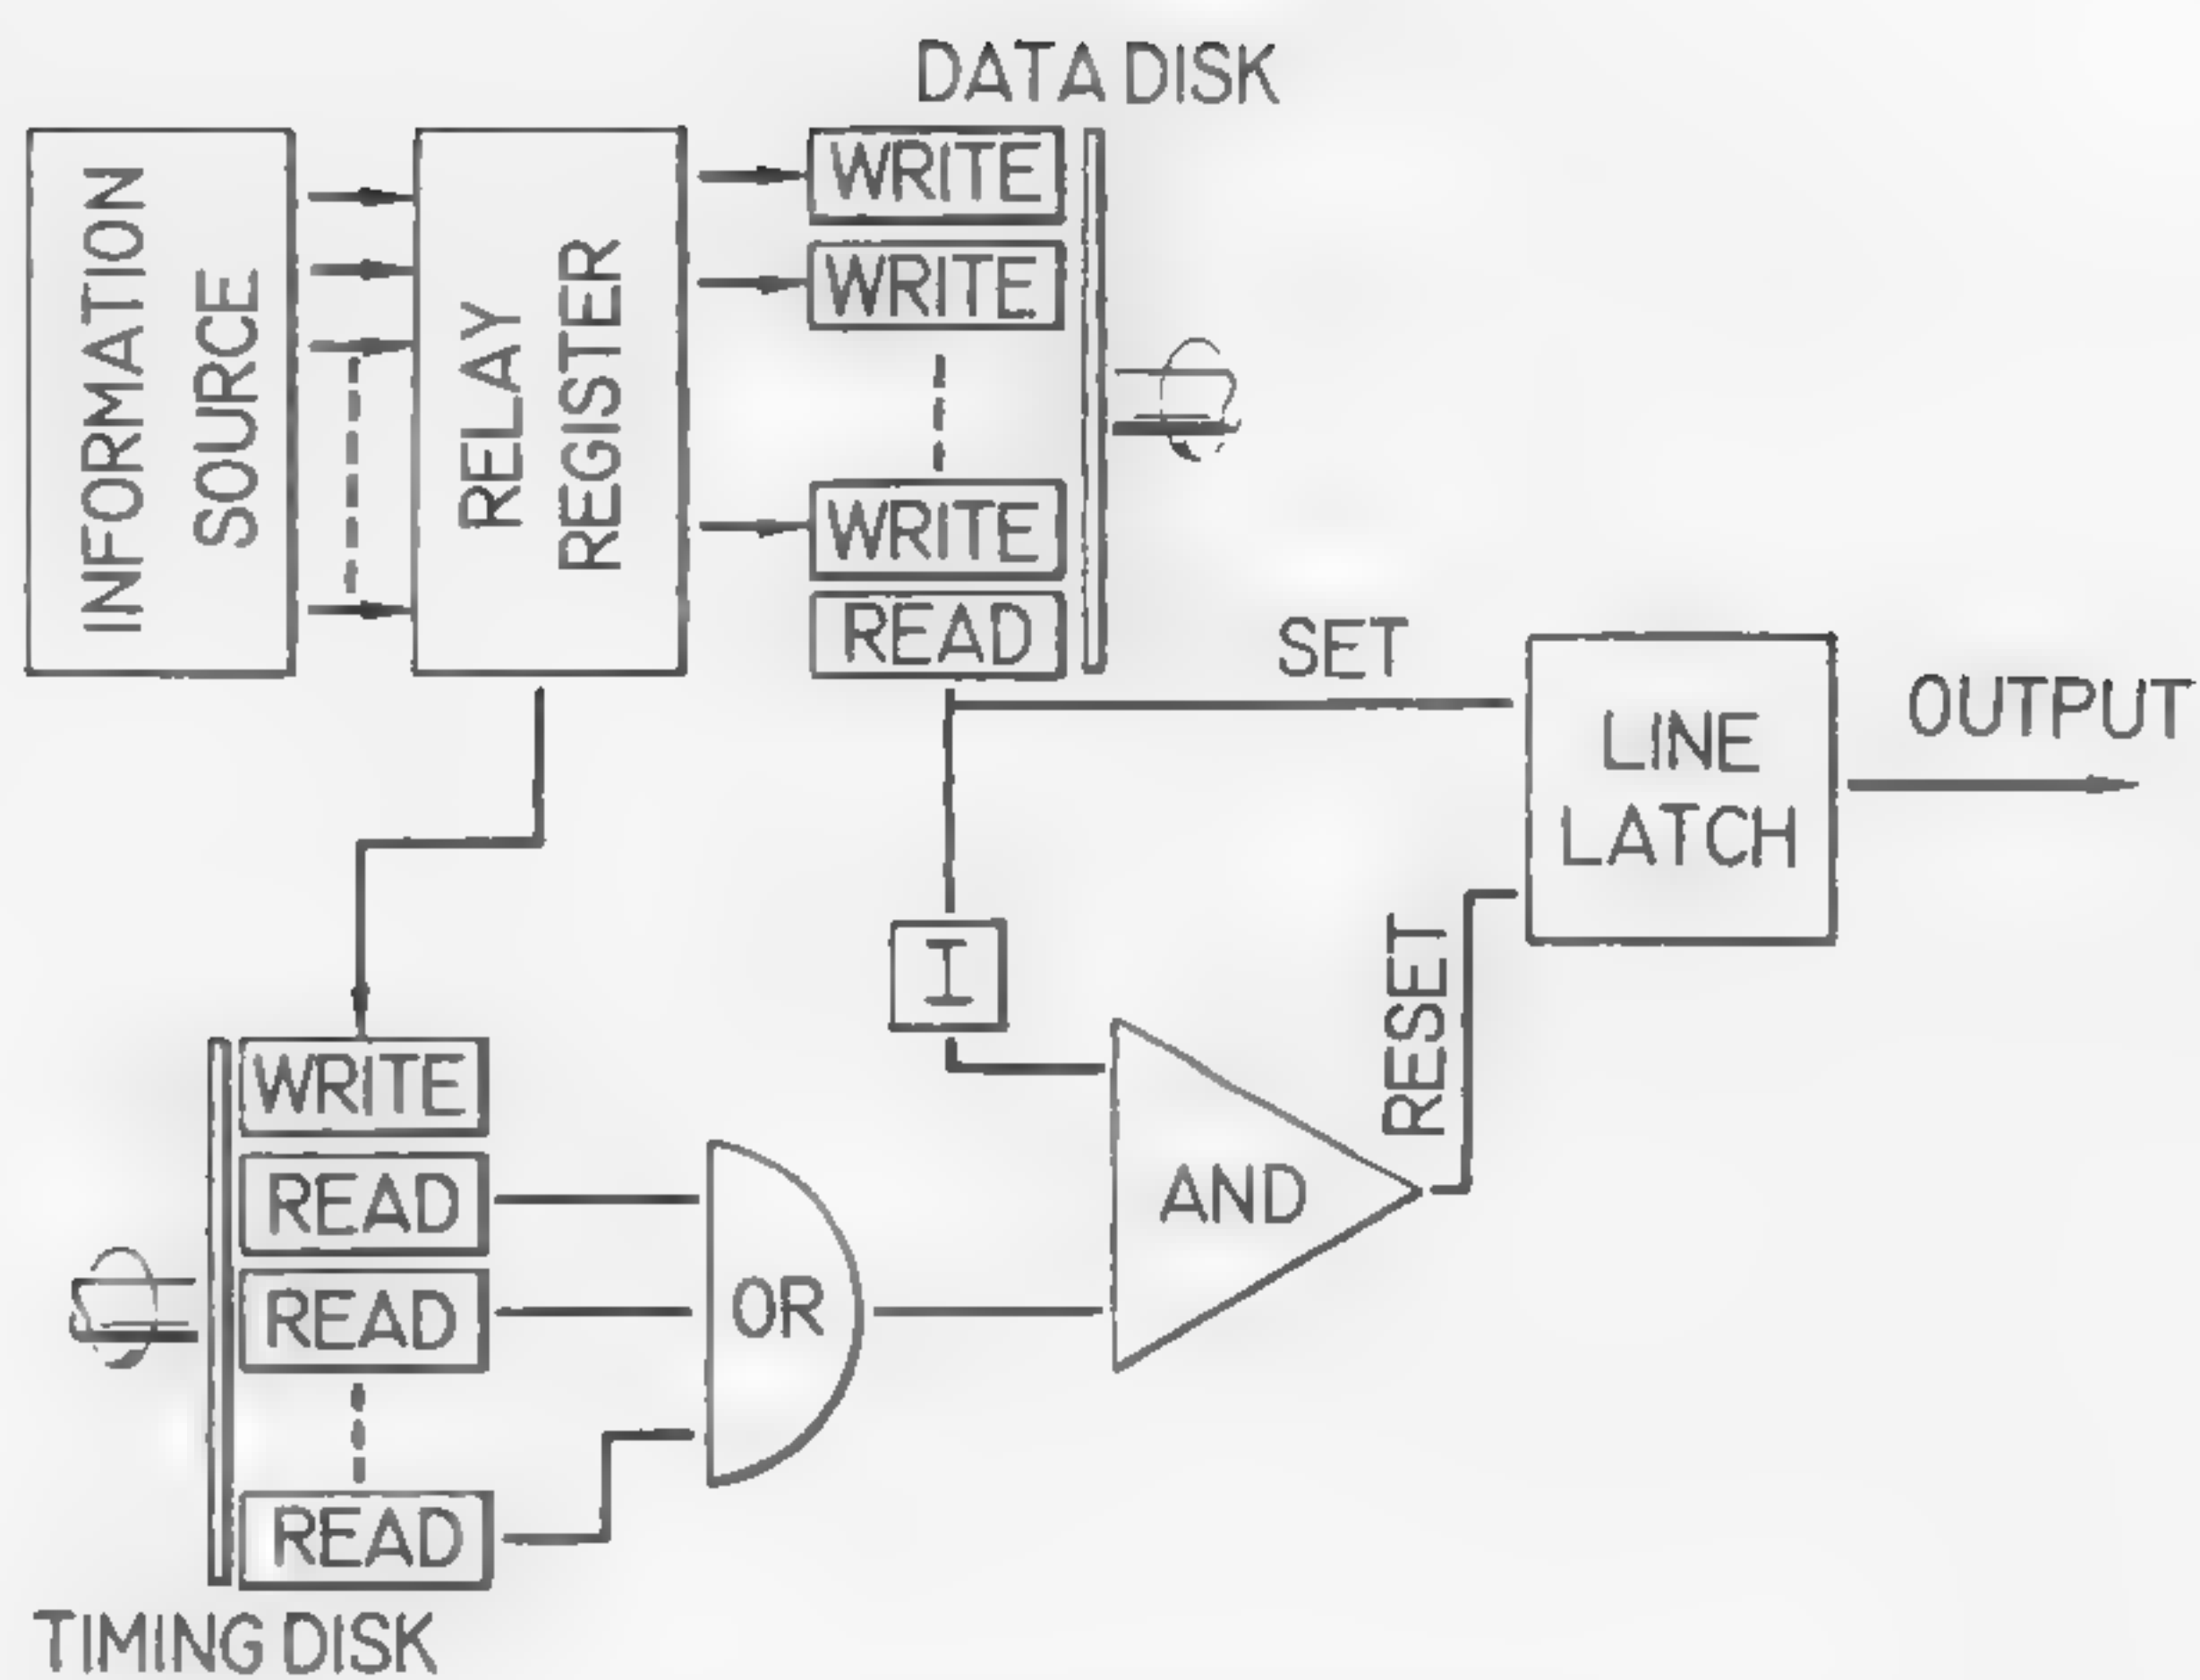 DATA DISK
INFORMATION
SOURCE
RELAY
REGISTER
WRITE
WRITE
WRITE
READ
SET
LINE
LATCH
OUTPUT
I
RESET
AND
WRITE
READ
READ
READ
OR
TIMING DISK